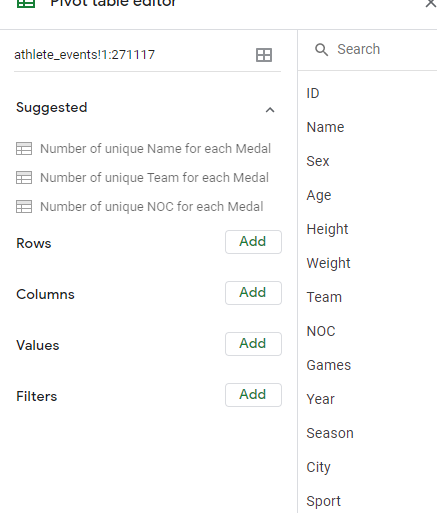 Pivot table editor
athlete_events!1:271117
Suggested
Number of unique Name for each Medal
Number of unique Team for each Medal
Number of unique NOC for each Medal
Rows
Add
Columns
Add
Values
Add
Filters
Add
Search
ID
Name
Sex
Age
Height
Weight
Team
NOC
Games
Year
Season
City
Sport